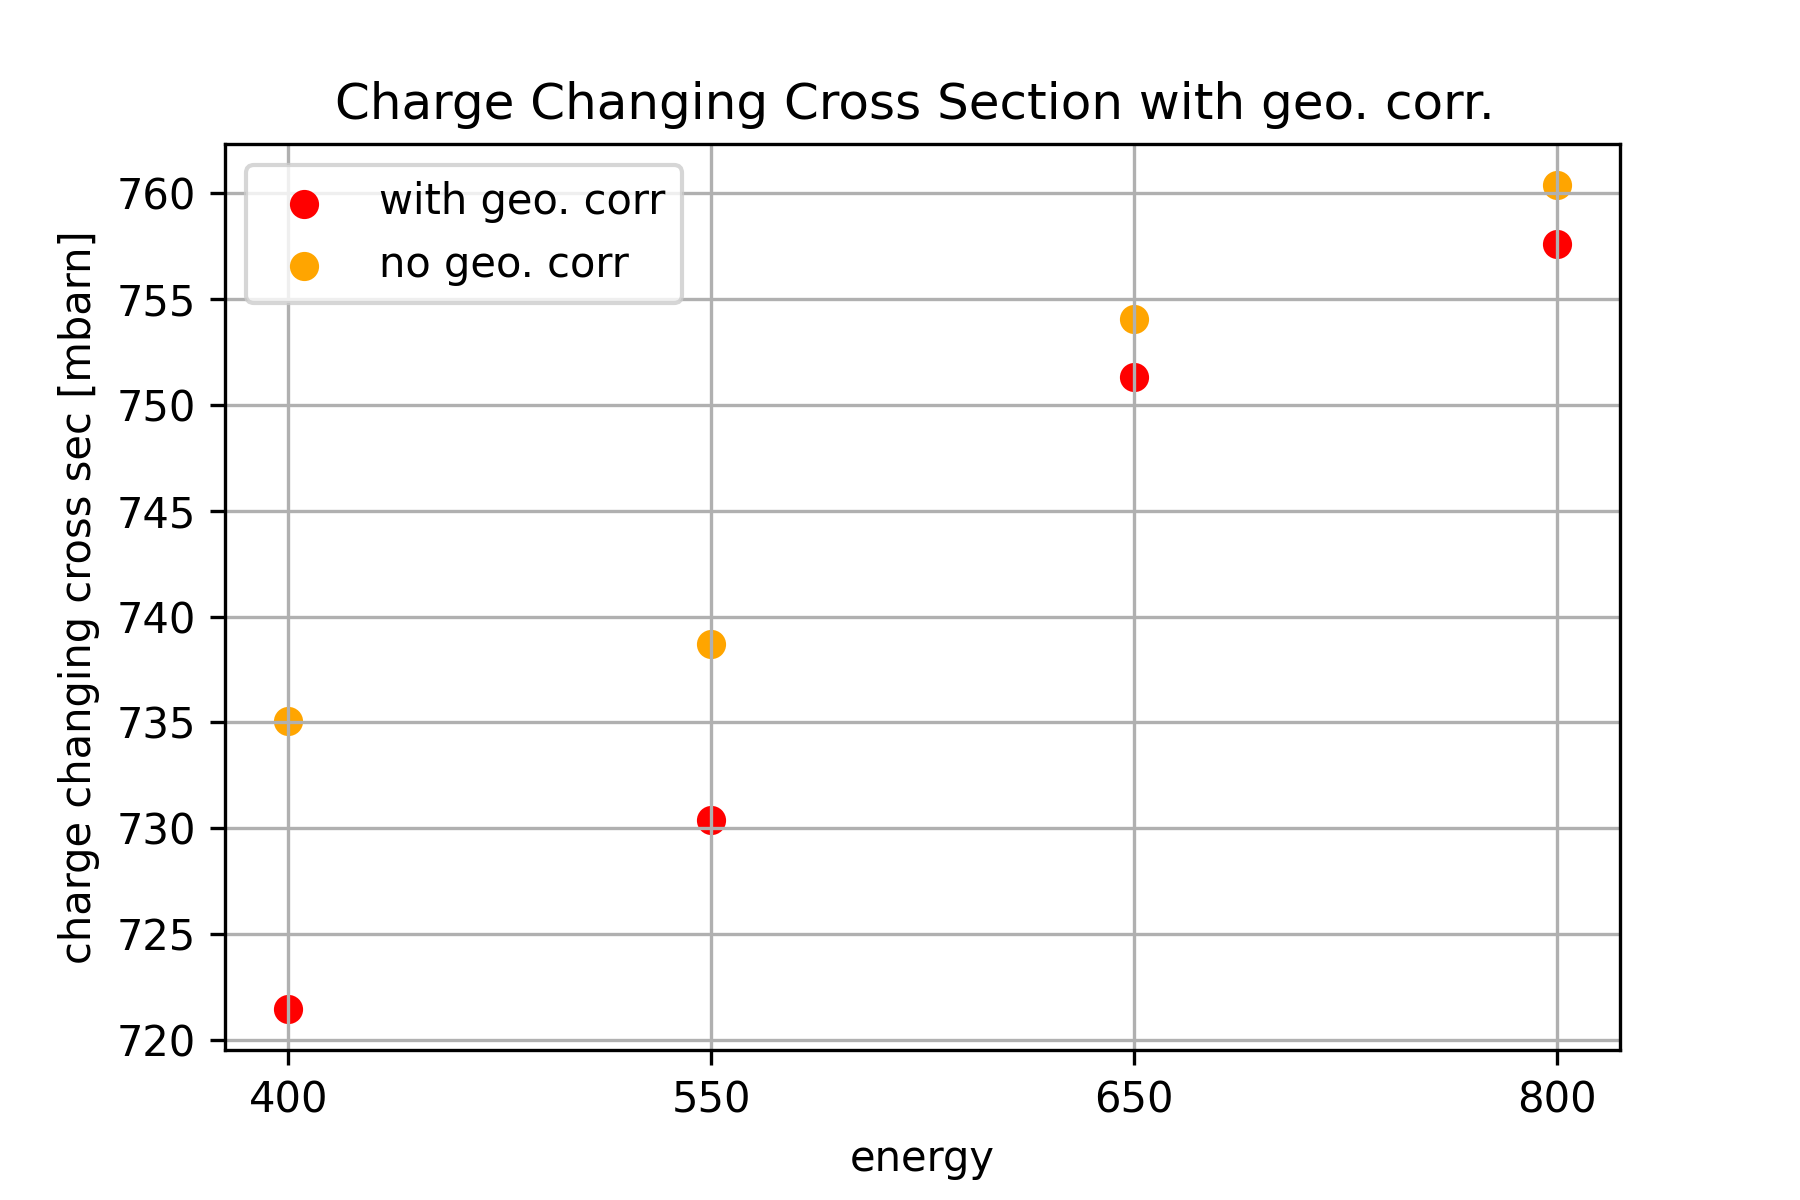 Charge Changing Cross Section with geo. corr.
with geo. corr
no geo. corr
charge changing cross sec [mbarn]
760
755
750
745
740
735
730
725
720
400 550 650 800
energy